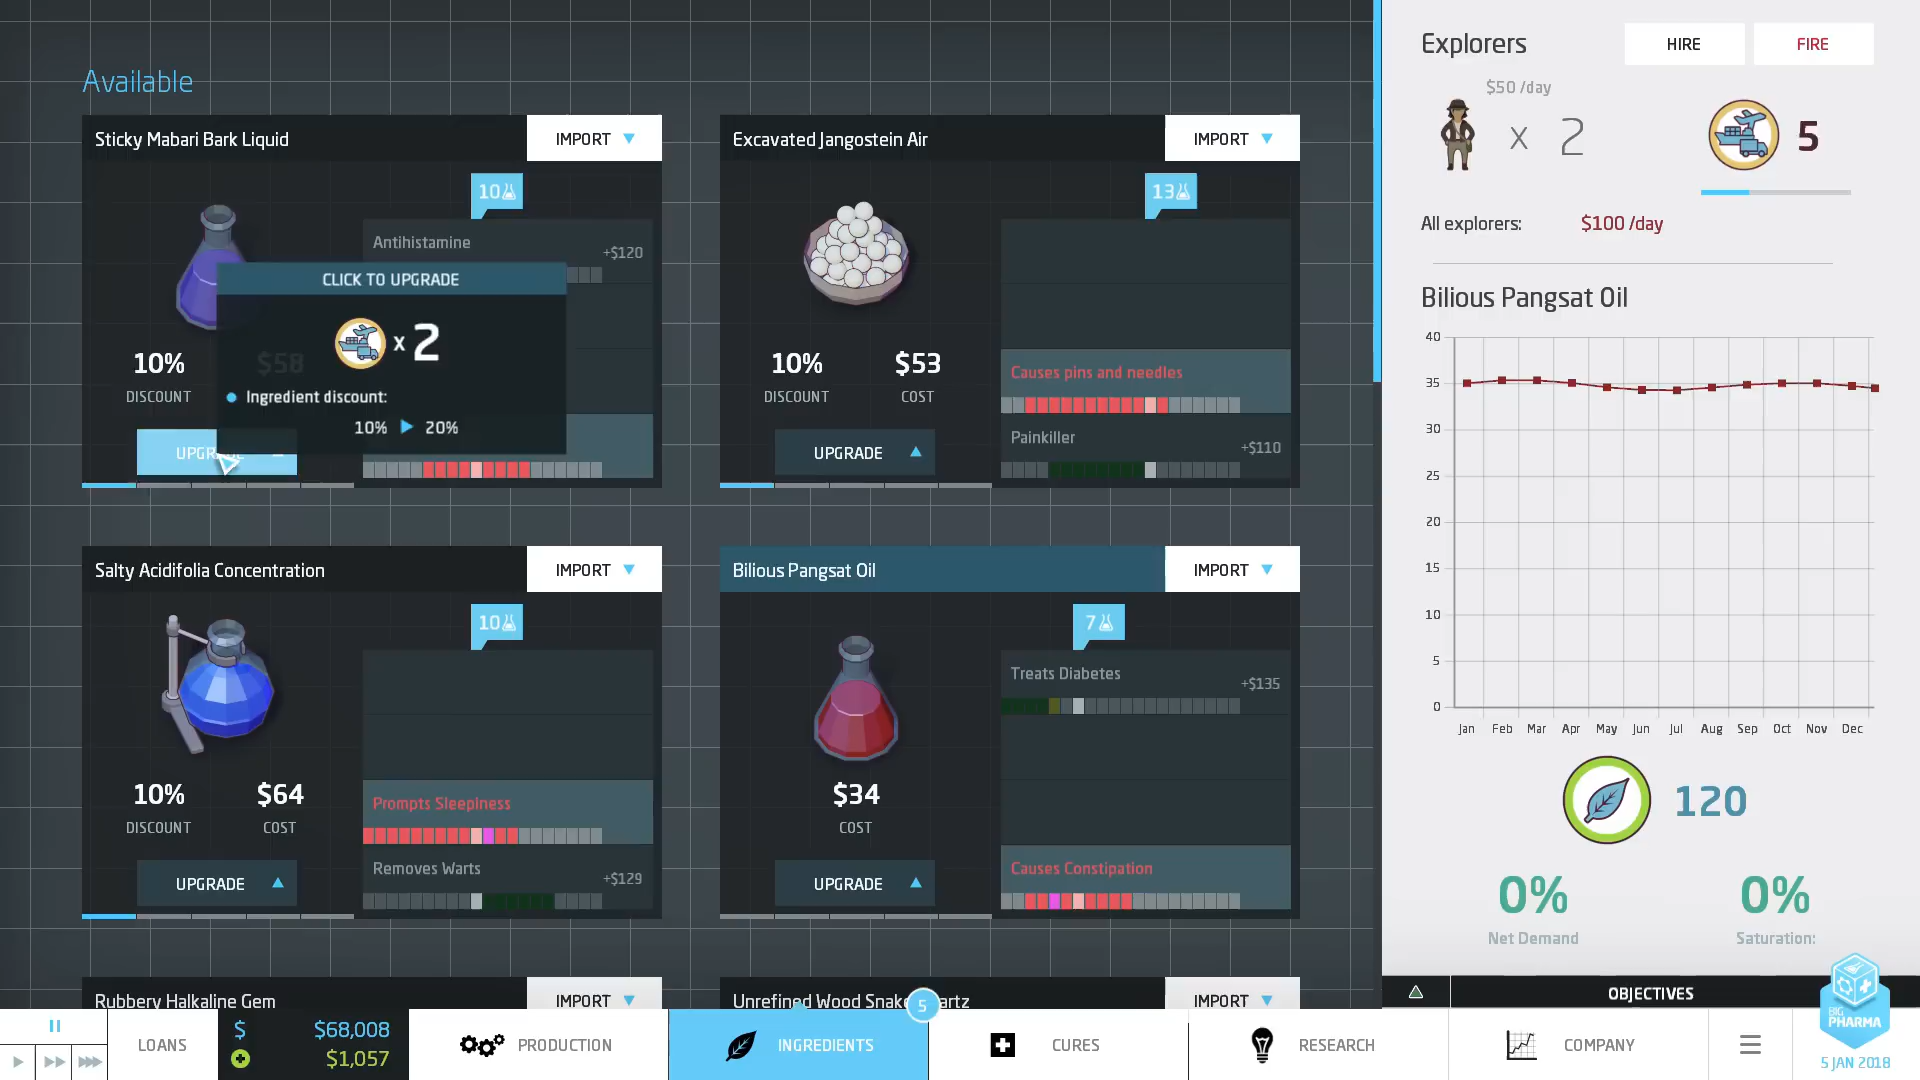 Available
Sticky Mabari Bark Liquid
IMPORT
10
Antihistamine
+$120
CLICK TO UPGRADE
x 2
Ingredient discount:
10% 20%
10%
$58
DISCOUNT
Excavated Jangostein Air
IMPORT
13
10%
$53
DISCOUNT
COST
Causes pins and needles
UPGRADE
Painkiller
+$110
Salty Acidifolia Concentration
IMPORT
10
10%
$64
DISCOUNT
COST
Prompts Sleepiness
UPGRADE
Removes Warts
+$129
Bilious Pangsat Oil
IMPORT
7
Treats Diabetes
+$135
$34
COST
UPGRADE
Causes Constipation
Rubbery Halkaline Gem
IMPORT
Unrefined Wood
IMPORT
5
Explorers
HIRE
FIRE
$50 /day
x 2
5
All explorers:
$100 /day
Bilious Pangsat Oil
40
35
30
25
20
15
10
5
0
Jan Feb Mar Apr May Jun Jul Aug Sep Oct Nov Dec
120
0%
0%
Net Demand
Saturation:
OBJECTIVES
BIG PHARMA
5 JAN 2018
LOANS
$ $68,008
$1,057
PRODUCTION
INGREDIENTS
CURES
RESEARCH
COMPANY